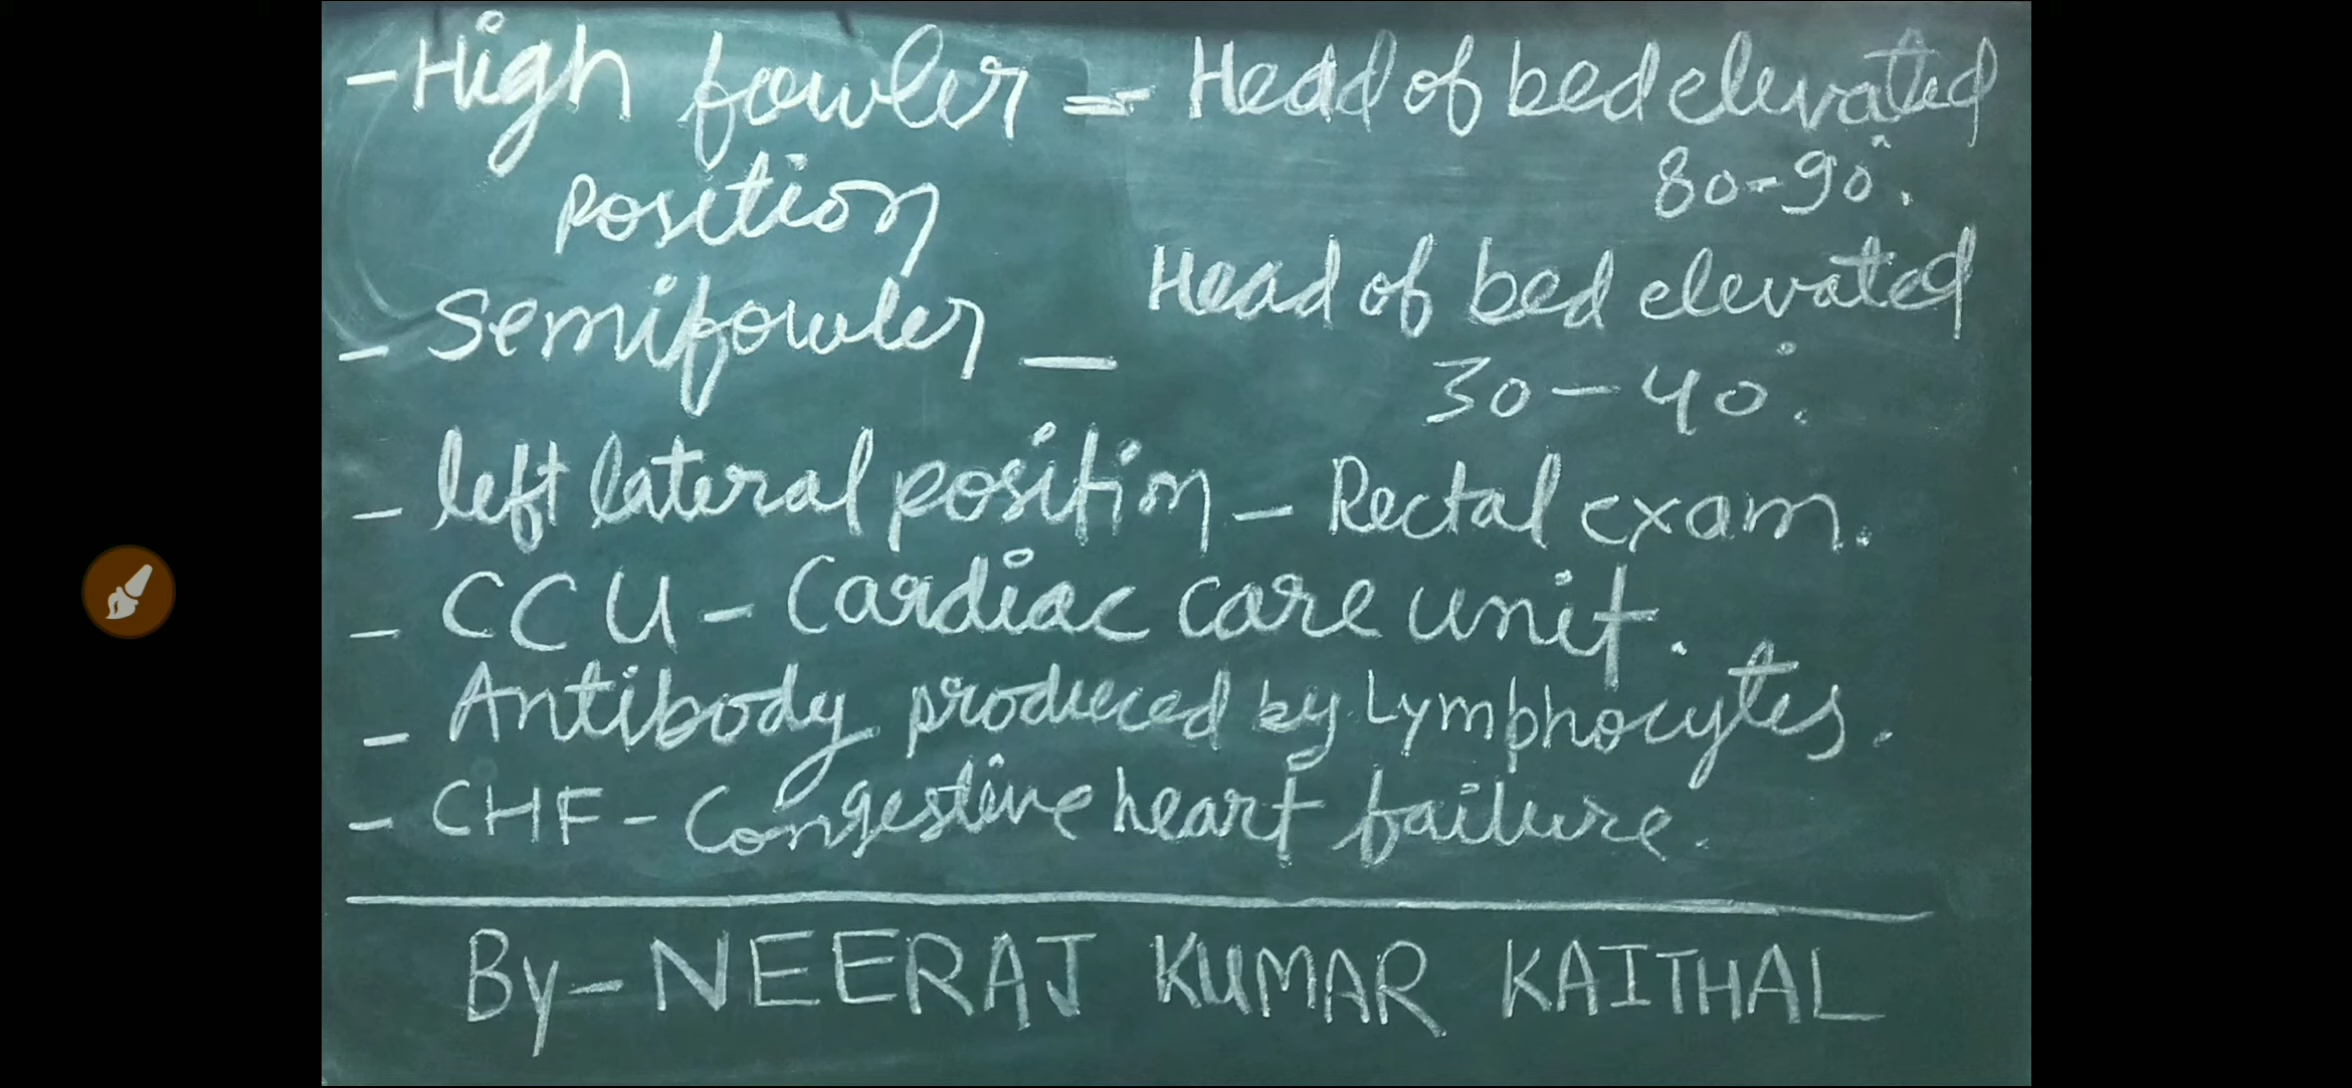 - High fowler = - Head of bed elevated
position 80-90°.
- Semifowler - Head of bed elevated
30-40°.
- left lateral position - Rectal exam.
- CCU - Cardiac care unit.
- Antibody produced by Lymphocytes.
- CHF - Congestive heart failure.
By - NEERAJ KUMAR KAITHAL